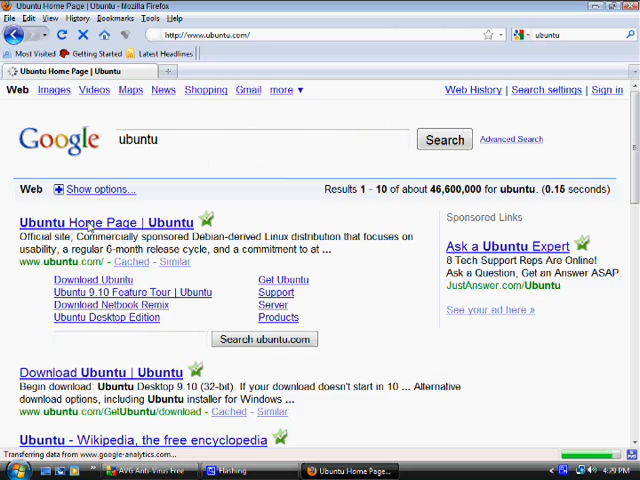 Ubuntu Home Page | Ubuntu - Mozilla Firefox
File Edit View History Bookmarks Tools Help
http://www.ubuntu.com/
ubuntu
Most Visited Getting Started Latest Headlines
Ubuntu Home Page | Ubuntu
Web Images Videos Maps News Shopping Gmail more ▼ Web History | Search settings | Sign in
Google ubuntu Search Advanced Search
Web Show options... Results 1 - 10 of about 46,600,000 for ubuntu. (0.15 seconds)
Ubuntu Home Page | Ubuntu
Official site, Commercially sponsored Debian-derived Linux distribution that focuses on
usability, a regular 6-month release cycle, and a commitment to at ...
www.ubuntu.com/ - Cached - Similar
Download Ubuntu Get Ubuntu
Ubuntu 9.10 Feature Tour | Ubuntu Support
Download Netbook Remix Server
Ubuntu Desktop Edition Products
Search ubuntu.com
Download Ubuntu | Ubuntu
Begin download: Ubuntu Desktop 9.10 (32-bit). If your download doesn't start in 10 ... Alternative
download options, including Ubuntu installer for Windows ...
www.ubuntu.com/GetUbuntu/download - Cached - Similar
Ubuntu - Wikipedia, the free encyclopedia
Sponsored Links
Ask a Ubuntu Expert
8 Tech Support Reps Are Online!
Ask a Question, Get an Answer ASAP.
JustAnswer.com/Ubuntu
See your ad here »
Transferring data from www.google-analytics.com...
AVG Anti-Virus Free Flashing Ubuntu Home Page... 4:29 PM